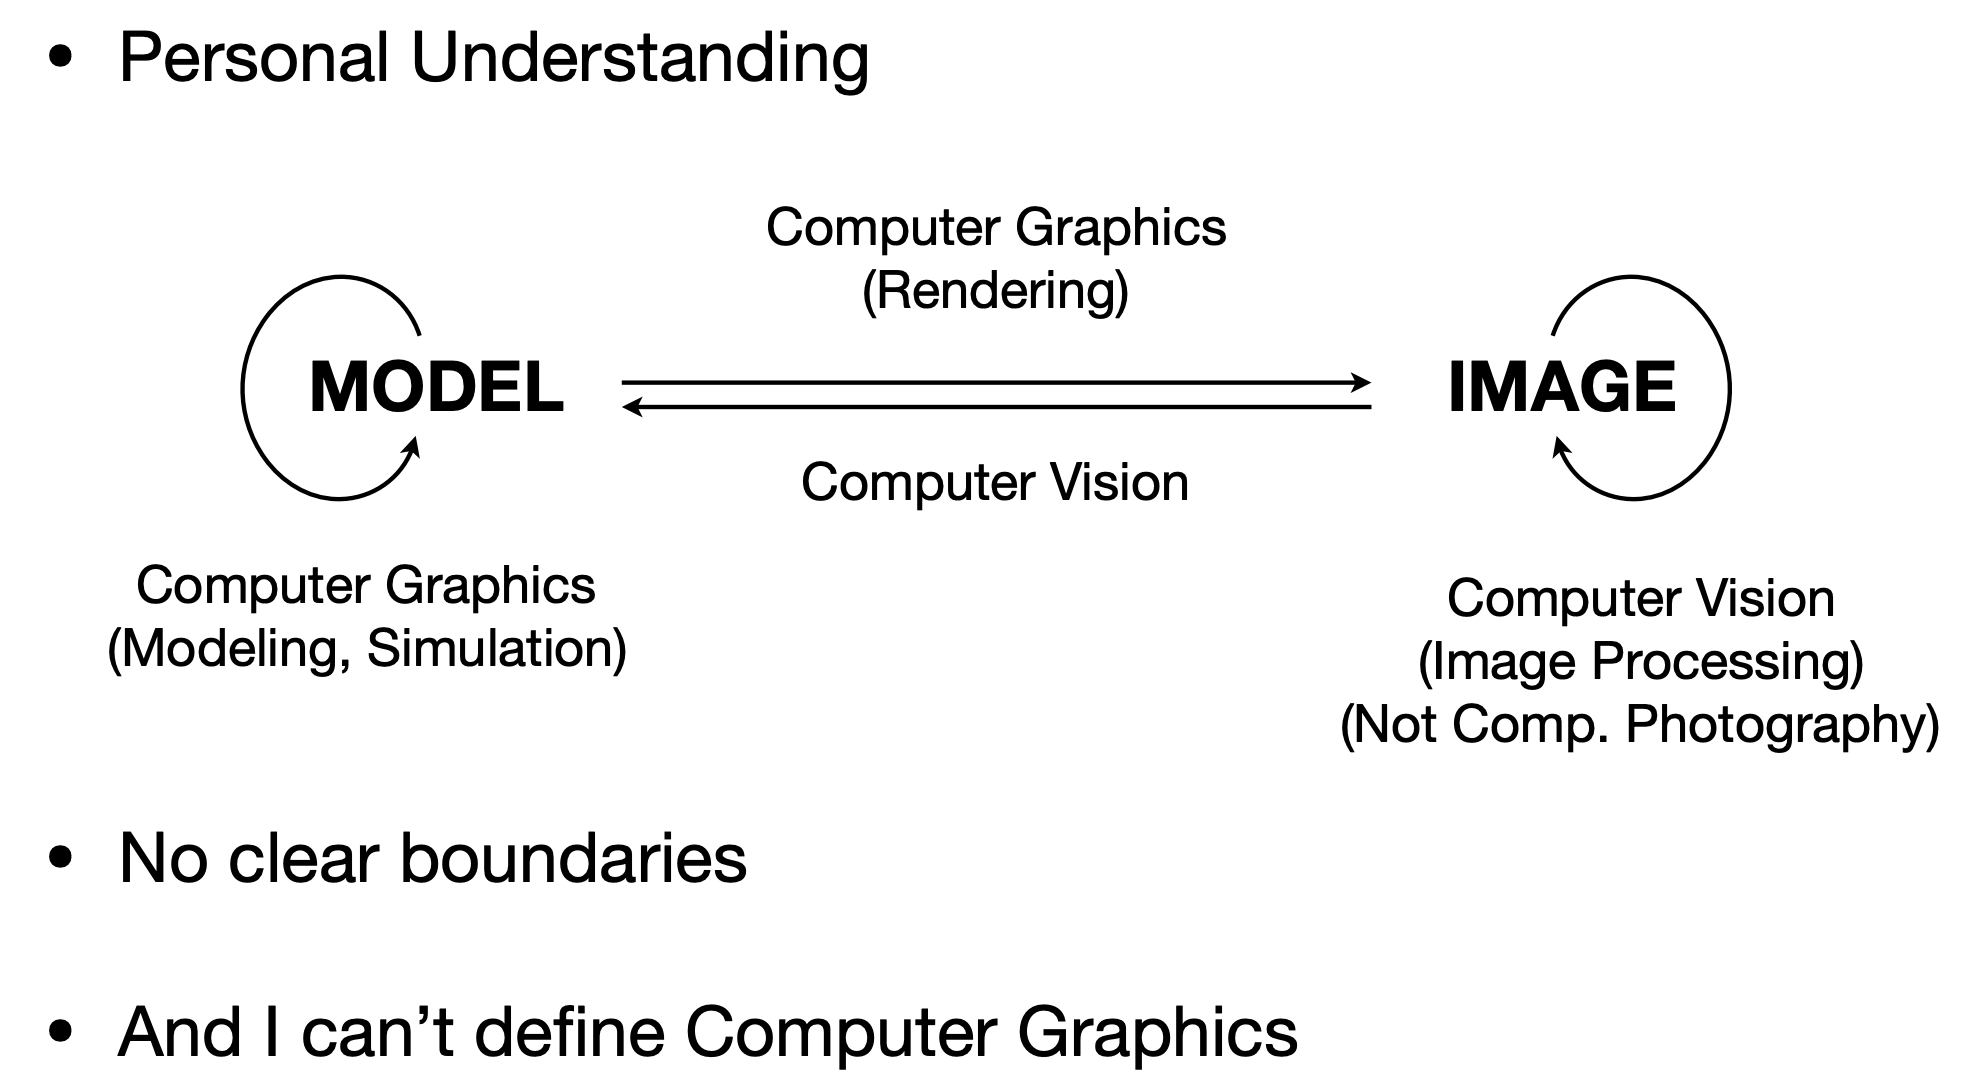 • Personal Understanding
Computer Graphics
(Rendering)
MODEL
IMAGE
Computer Vision
Computer Graphics
(Modeling, Simulation)
Computer Vision
(Image Processing)
(Not Comp. Photography)
• No clear boundaries
• And I can’t define Computer Graphics